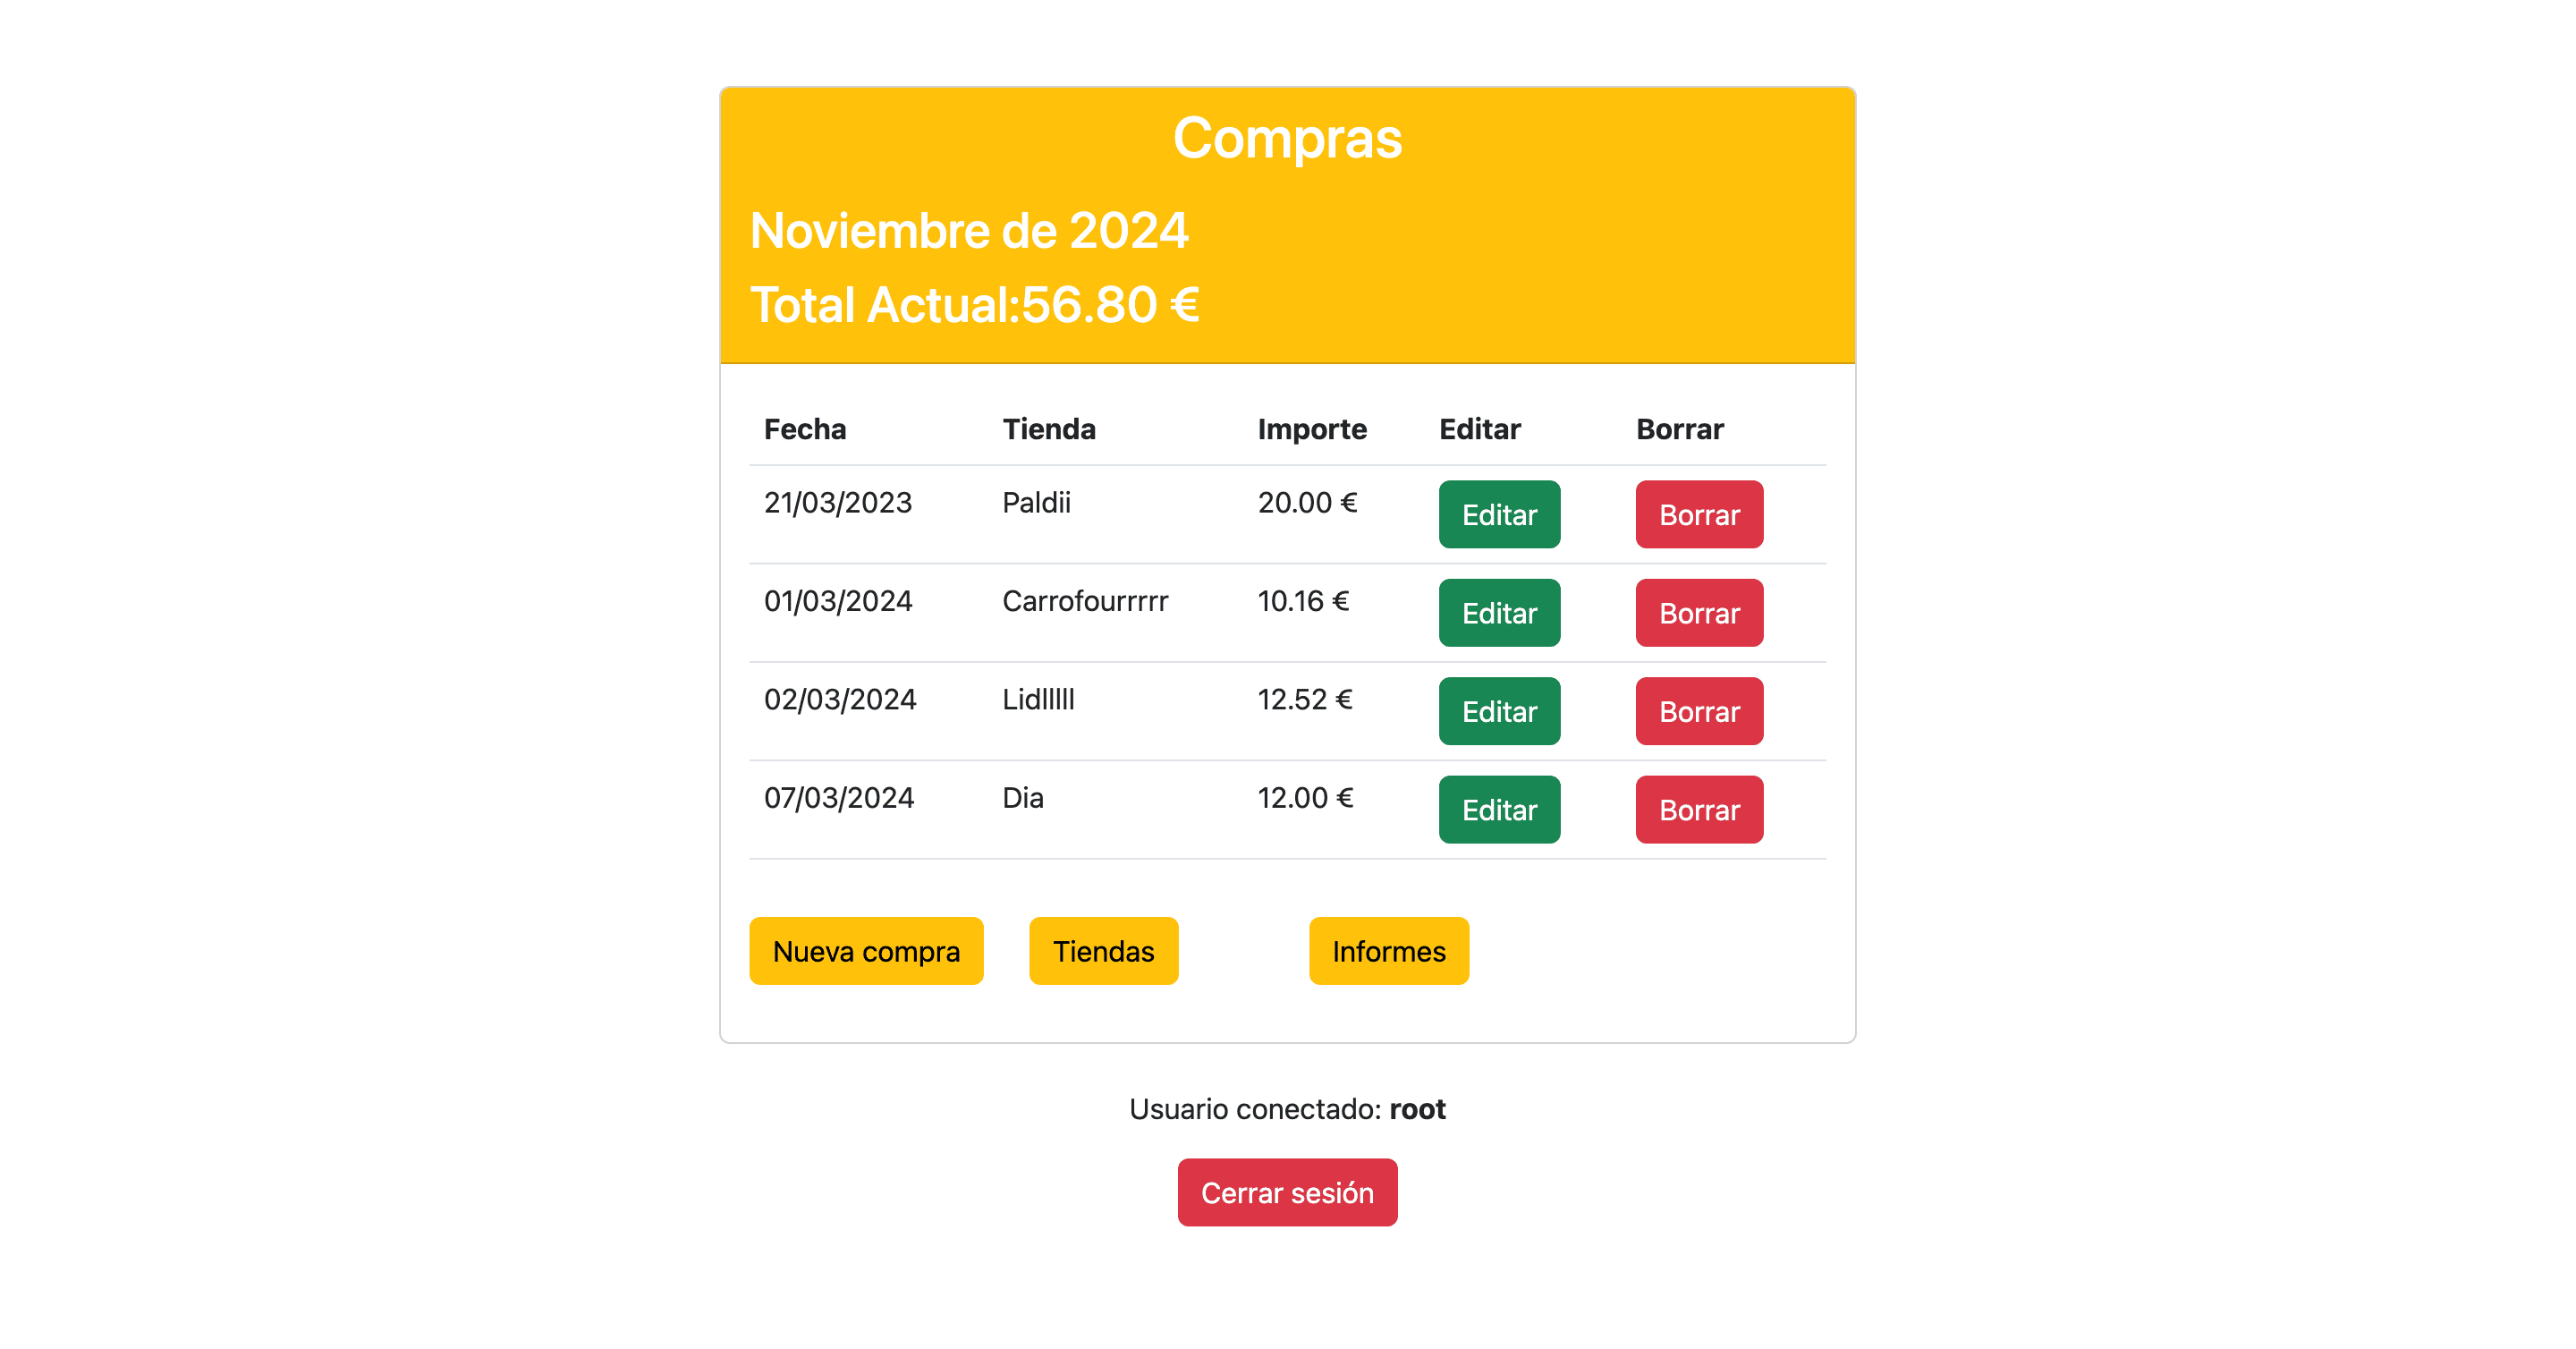 Compras
Noviembre de 2024
Total Actual:56.80 €
Fecha Tienda Importe Editar Borrar
21/03/2023 Paldii 20.00 € Editar Borrar
01/03/2024 Carrofourrrrr 10.16 € Editar Borrar
02/03/2024 Lidlllll 12.52 € Editar Borrar
07/03/2024 Dia 12.00 € Editar Borrar
Nueva compra Tiendas Informes
Usuario conectado: root
Cerrar sesión